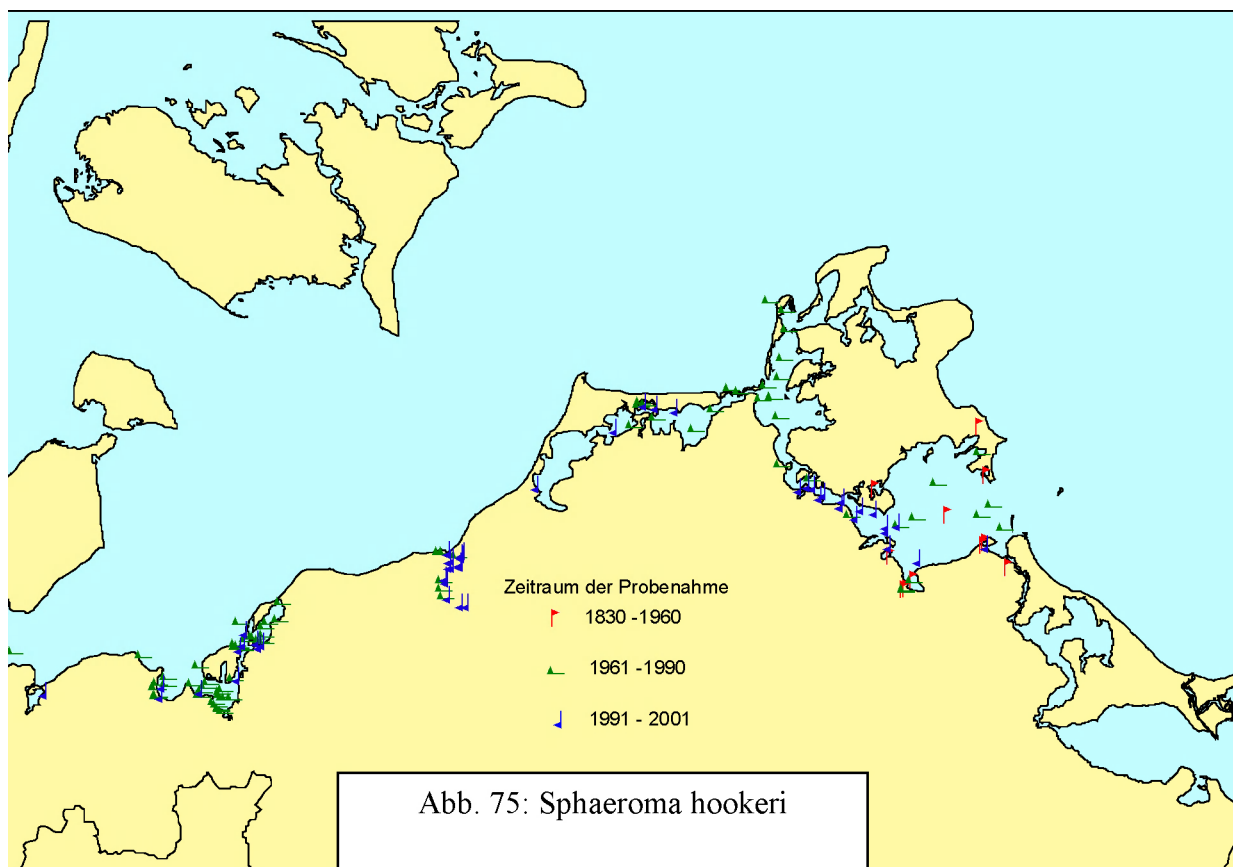 Zeitraum der Probenahme
1830 -1960
1961 -1990
1991 - 2001
Abb. 75: Sphaeroma hookeri